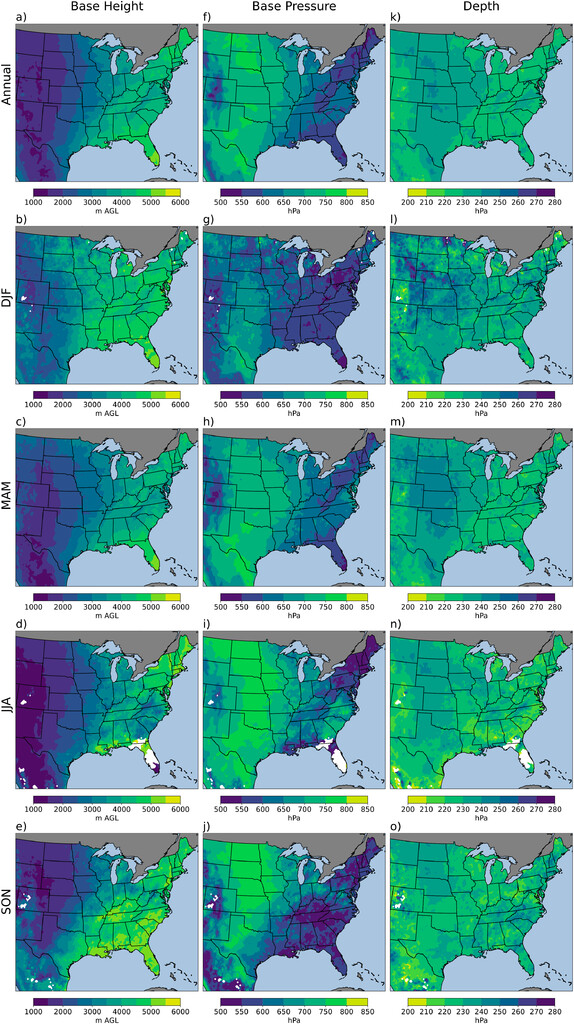 Base Height Base Pressure Depth
a) f) k)
Annual
1000 2000 3000 4000 5000 6000 500 550 600 650 700 750 800 850 200 210 220 230 240 250 260 270 280
m AGL hPa hPa
b) g) l)
DJF
1000 2000 3000 4000 5000 6000 500 550 600 650 700 750 800 850 200 210 220 230 240 250 260 270 280
m AGL hPa hPa
c) h) m)
MAM
1000 2000 3000 4000 5000 6000 500 550 600 650 700 750 800 850 200 210 220 230 240 250 260 270 280
m AGL hPa hPa
d) i) n)
JJA
1000 2000 3000 4000 5000 6000 500 550 600 650 700 750 800 850 200 210 220 230 240 250 260 270 280
m AGL hPa hPa
e) j) o)
SON
1000 2000 3000 4000 5000 6000 500 550 600 650 700 750 800 850 200 210 220 230 240 250 260 270 280
m AGL hPa hPa